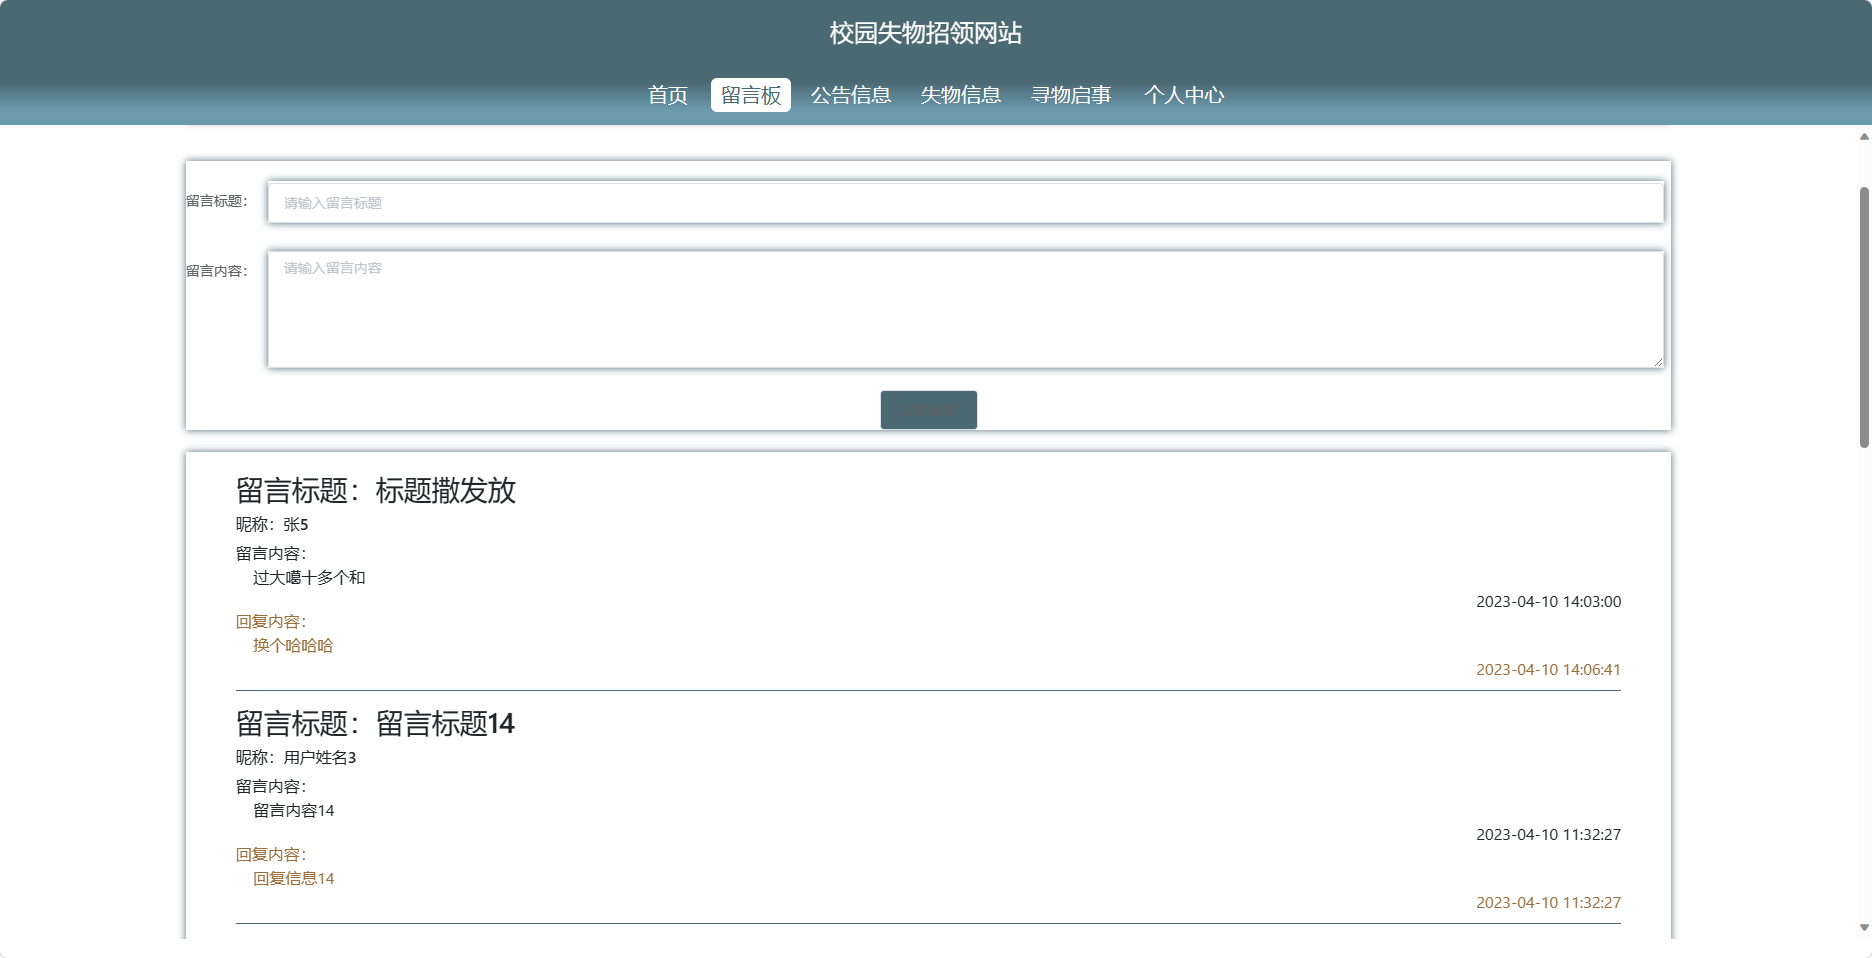 校园失物招领网站
首页 留言板 公告信息 失物信息 寻物启事 个人中心
留言标题： 请输入留言标题
留言内容： 请输入留言内容
留言标题：标题撒发放
昵称：张5
留言内容：
过大噶十多个和
2023-04-10 14:03:00
回复内容：
换个哈哈哈
2023-04-10 14:06:41
留言标题：留言标题14
昵称：用户姓名3
留言内容：
留言内容14
2023-04-10 11:32:27
回复内容：
回复信息14
2023-04-10 11:32:27